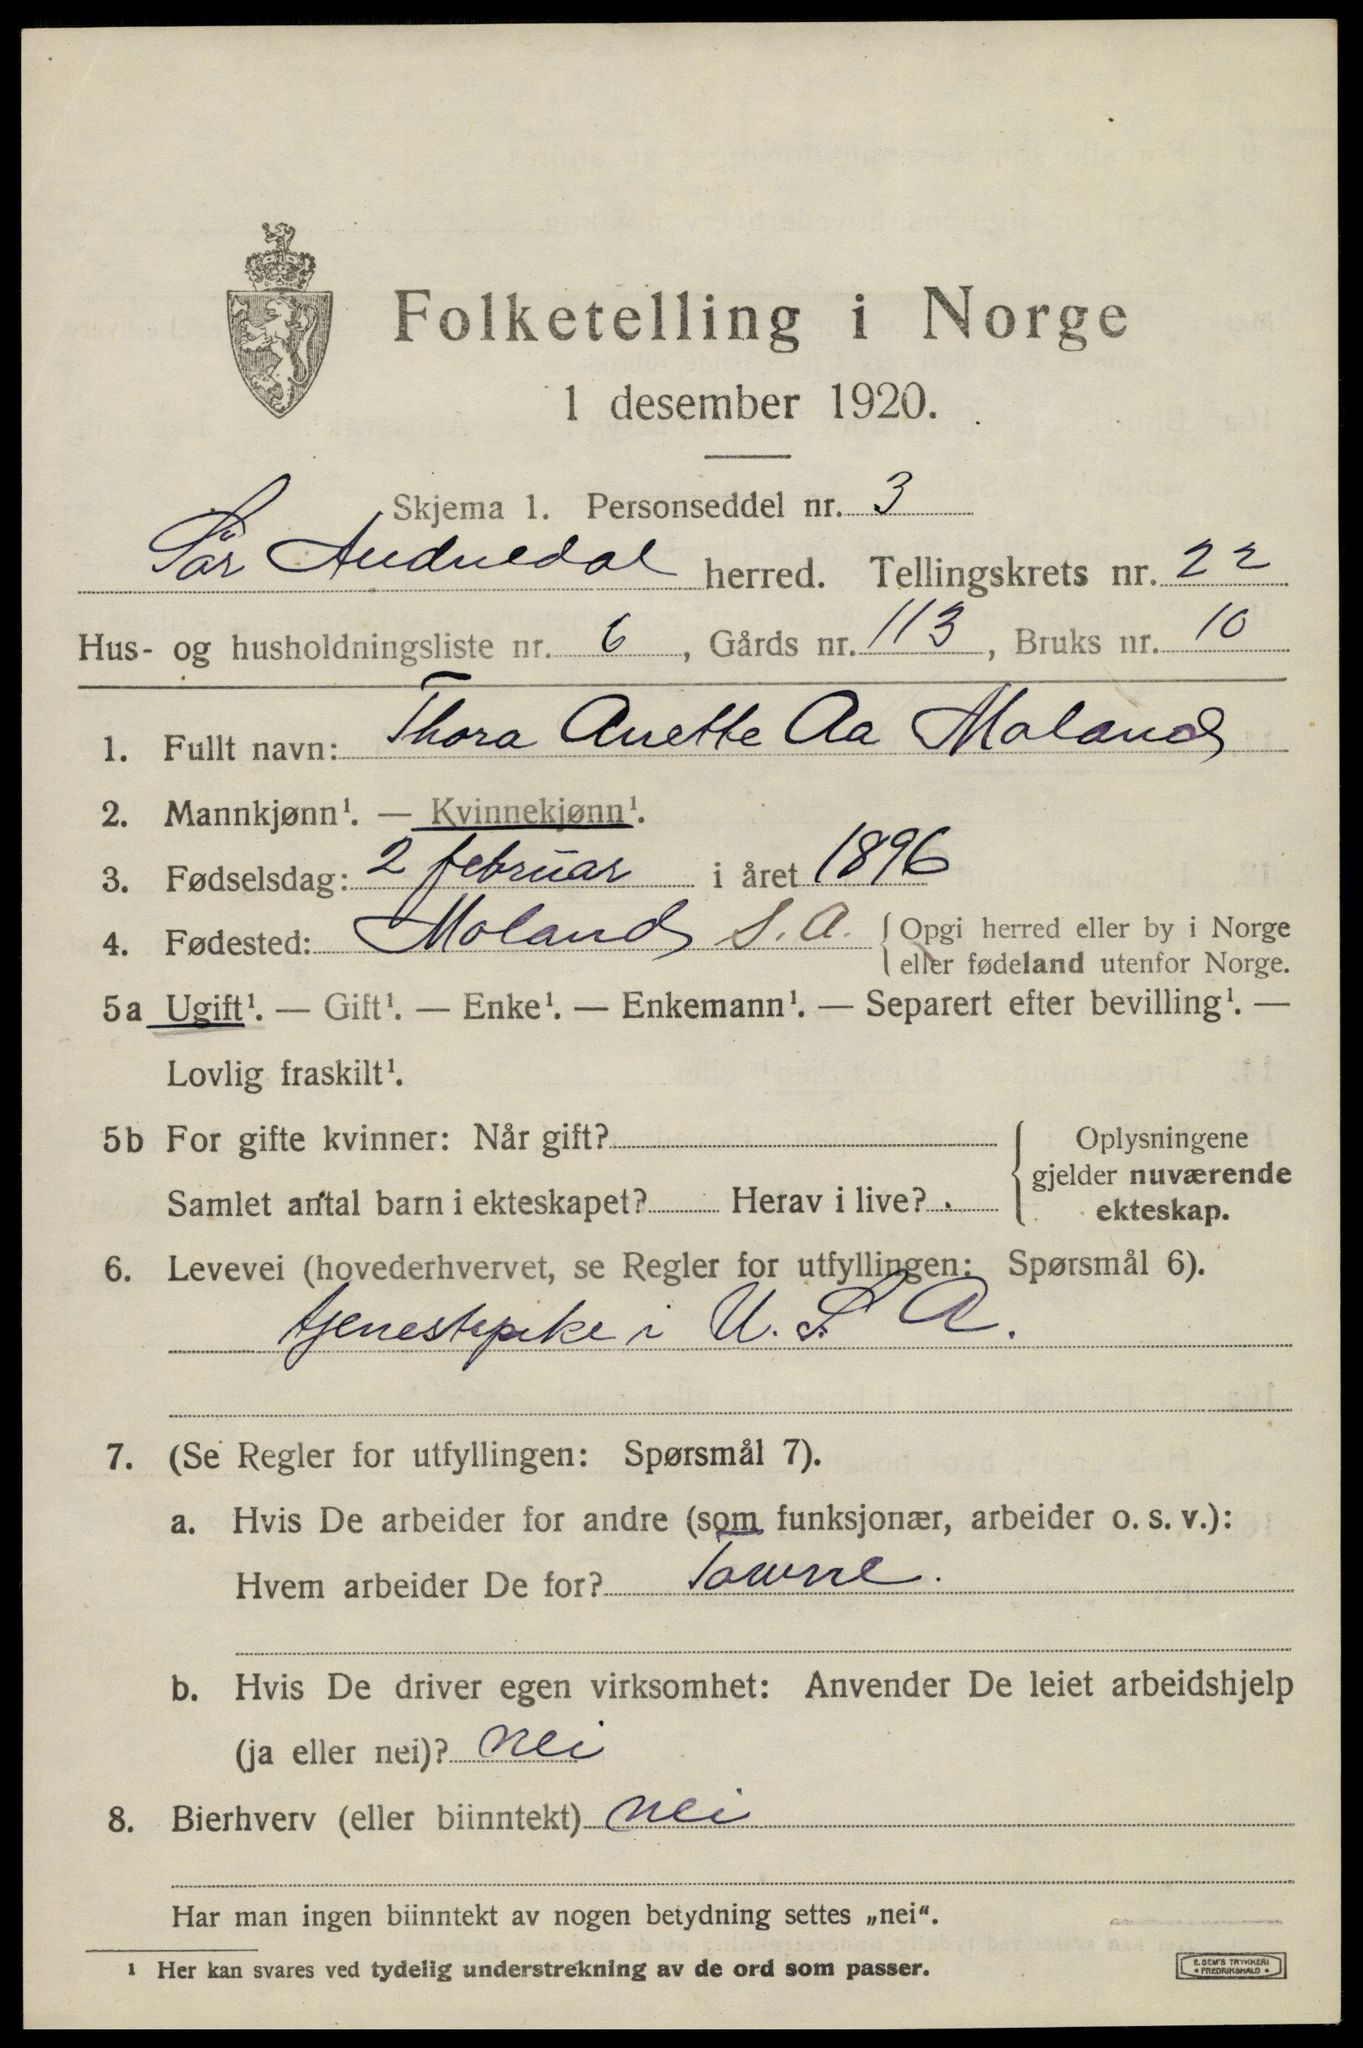 Folketelling i Norge
1 desember 1920.
Skjema 1. Personseddel nr. 3
Sør Audnedal herred. Tellingskrets nr. 22
Hus- og husholdningsliste nr. 6, Gårds nr. 113, Bruks nr. 10
1. Fullt navn: Thora Anette Aa Moland
2. Mannkjønn¹. — Kvinnekjønn¹.
3. Fødselsdag: 2 februar i året 1896
4. Fødested: Moland S. A. { Opgi herred eller by i Norge
eller fødeland utenfor Norge.
5a Ugift¹. — Gift¹. — Enke¹. — Enkemann¹. — Separert efter bevilling¹. —
Lovlig fraskilt¹.
5b For gifte kvinner: Når gift? { Oplysningene
gjelder nuværende
Samlet antal barn i ekteskapet? Herav i live? ekteskap.
6. Levevei (hovederhvervet, se Regler for utfyllingen: Spørsmål 6).
tjenestepike i U. S. A.
7. (Se Regler for utfyllingen: Spørsmål 7).
a. Hvis De arbeider for andre (som funksjonær, arbeider o. s. v.):
Hvem arbeider De for? Towne.
b. Hvis De driver egen virksomhet: Anvender De leiet arbeidshjelp
(ja eller nei)? nei
8. Bierhverv (eller biinntekt) nei
Har man ingen biinntekt av nogen betydning settes „nei“.
¹ Her kan svares ved tydelig understrekning av de ord som passer.
E. SEM'S TRYKKERI
• FREDRIKSHALD •